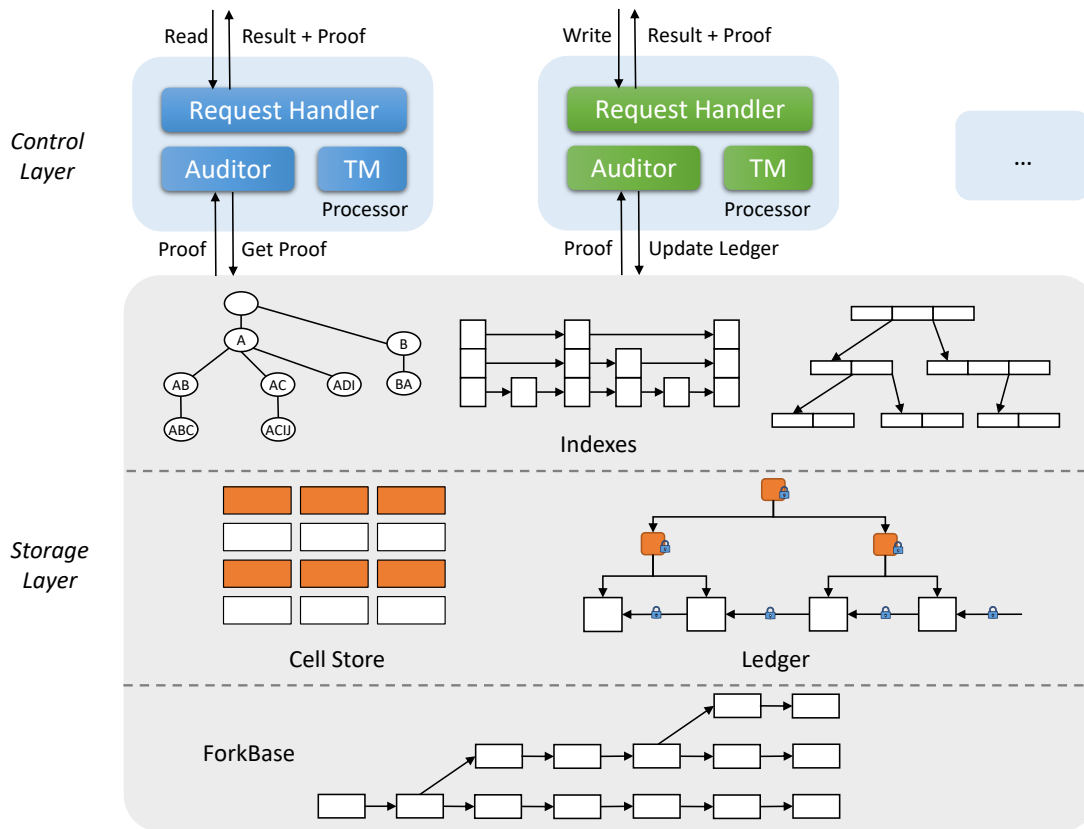 Read
Result + Proof
Write
Result + Proof
Request Handler
Request Handler
Control
Layer
Auditor
TM
Auditor
TM
...
Processor
Processor
Proof
Get Proof
Proof
Update Ledger
A
B
AB
AC
ADI
BA
ABC
ACIJ
Indexes
Storage
Layer
Cell Store
Ledger
ForkBase